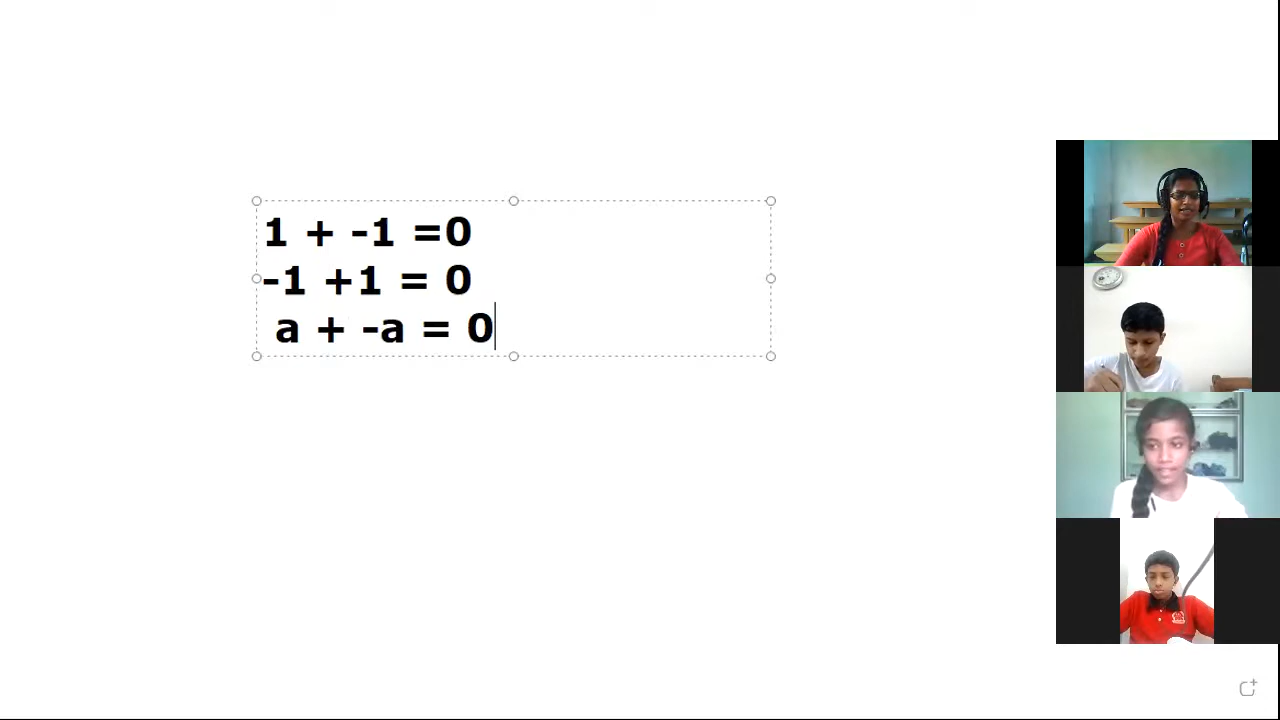 1 + -1 =0
-1 +1 = 0
a + -a = 0